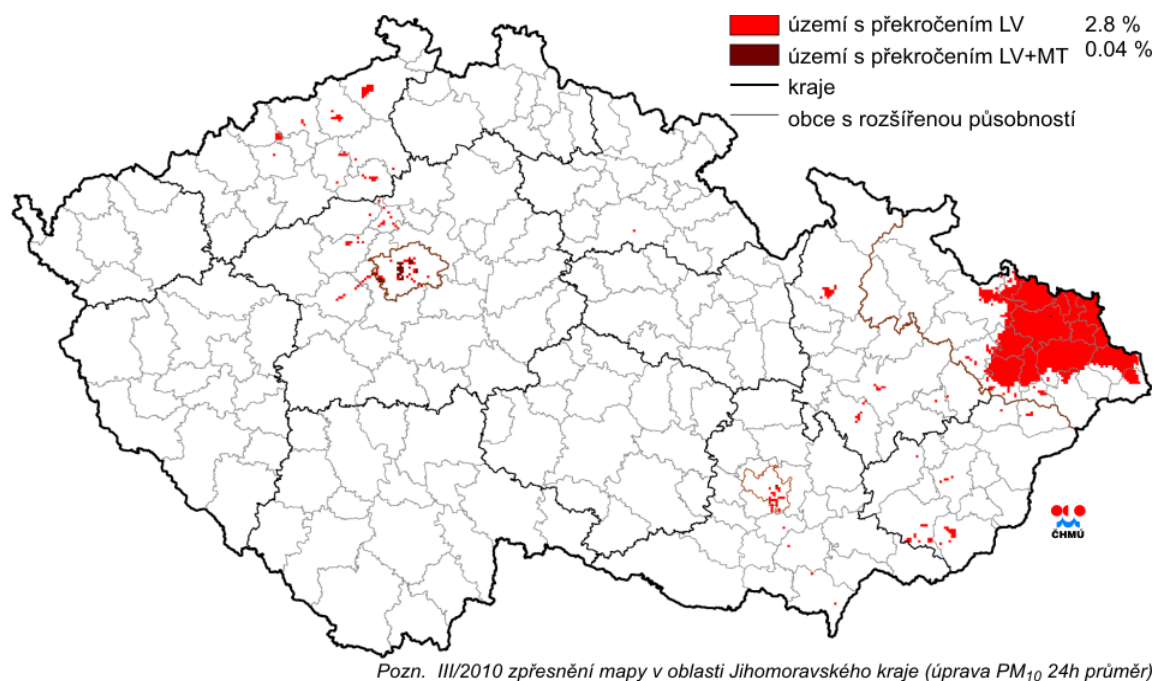 území s překročením LV 2.8 %
území s překročením LV+MT 0.04 %
kraje
obce s rozšířenou působností
ČHMÚ
Pozn. III/2010 zpřesnění mapy v oblasti Jihomoravského kraje (úprava PM10 24h průměr)